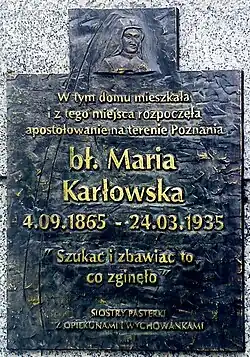 W tym domu mieszkała
i z tego miejsca rozpoczęła
apostołowanie na terenie Poznania
bł. Maria
Karłowska
4.09.1865 - 24.03.1935
"Szukać i zbawiać to,
co zginęło"
SIOSTRY PASTERKI
Z OPIEKUNAMI I WYCHOWANKAMI